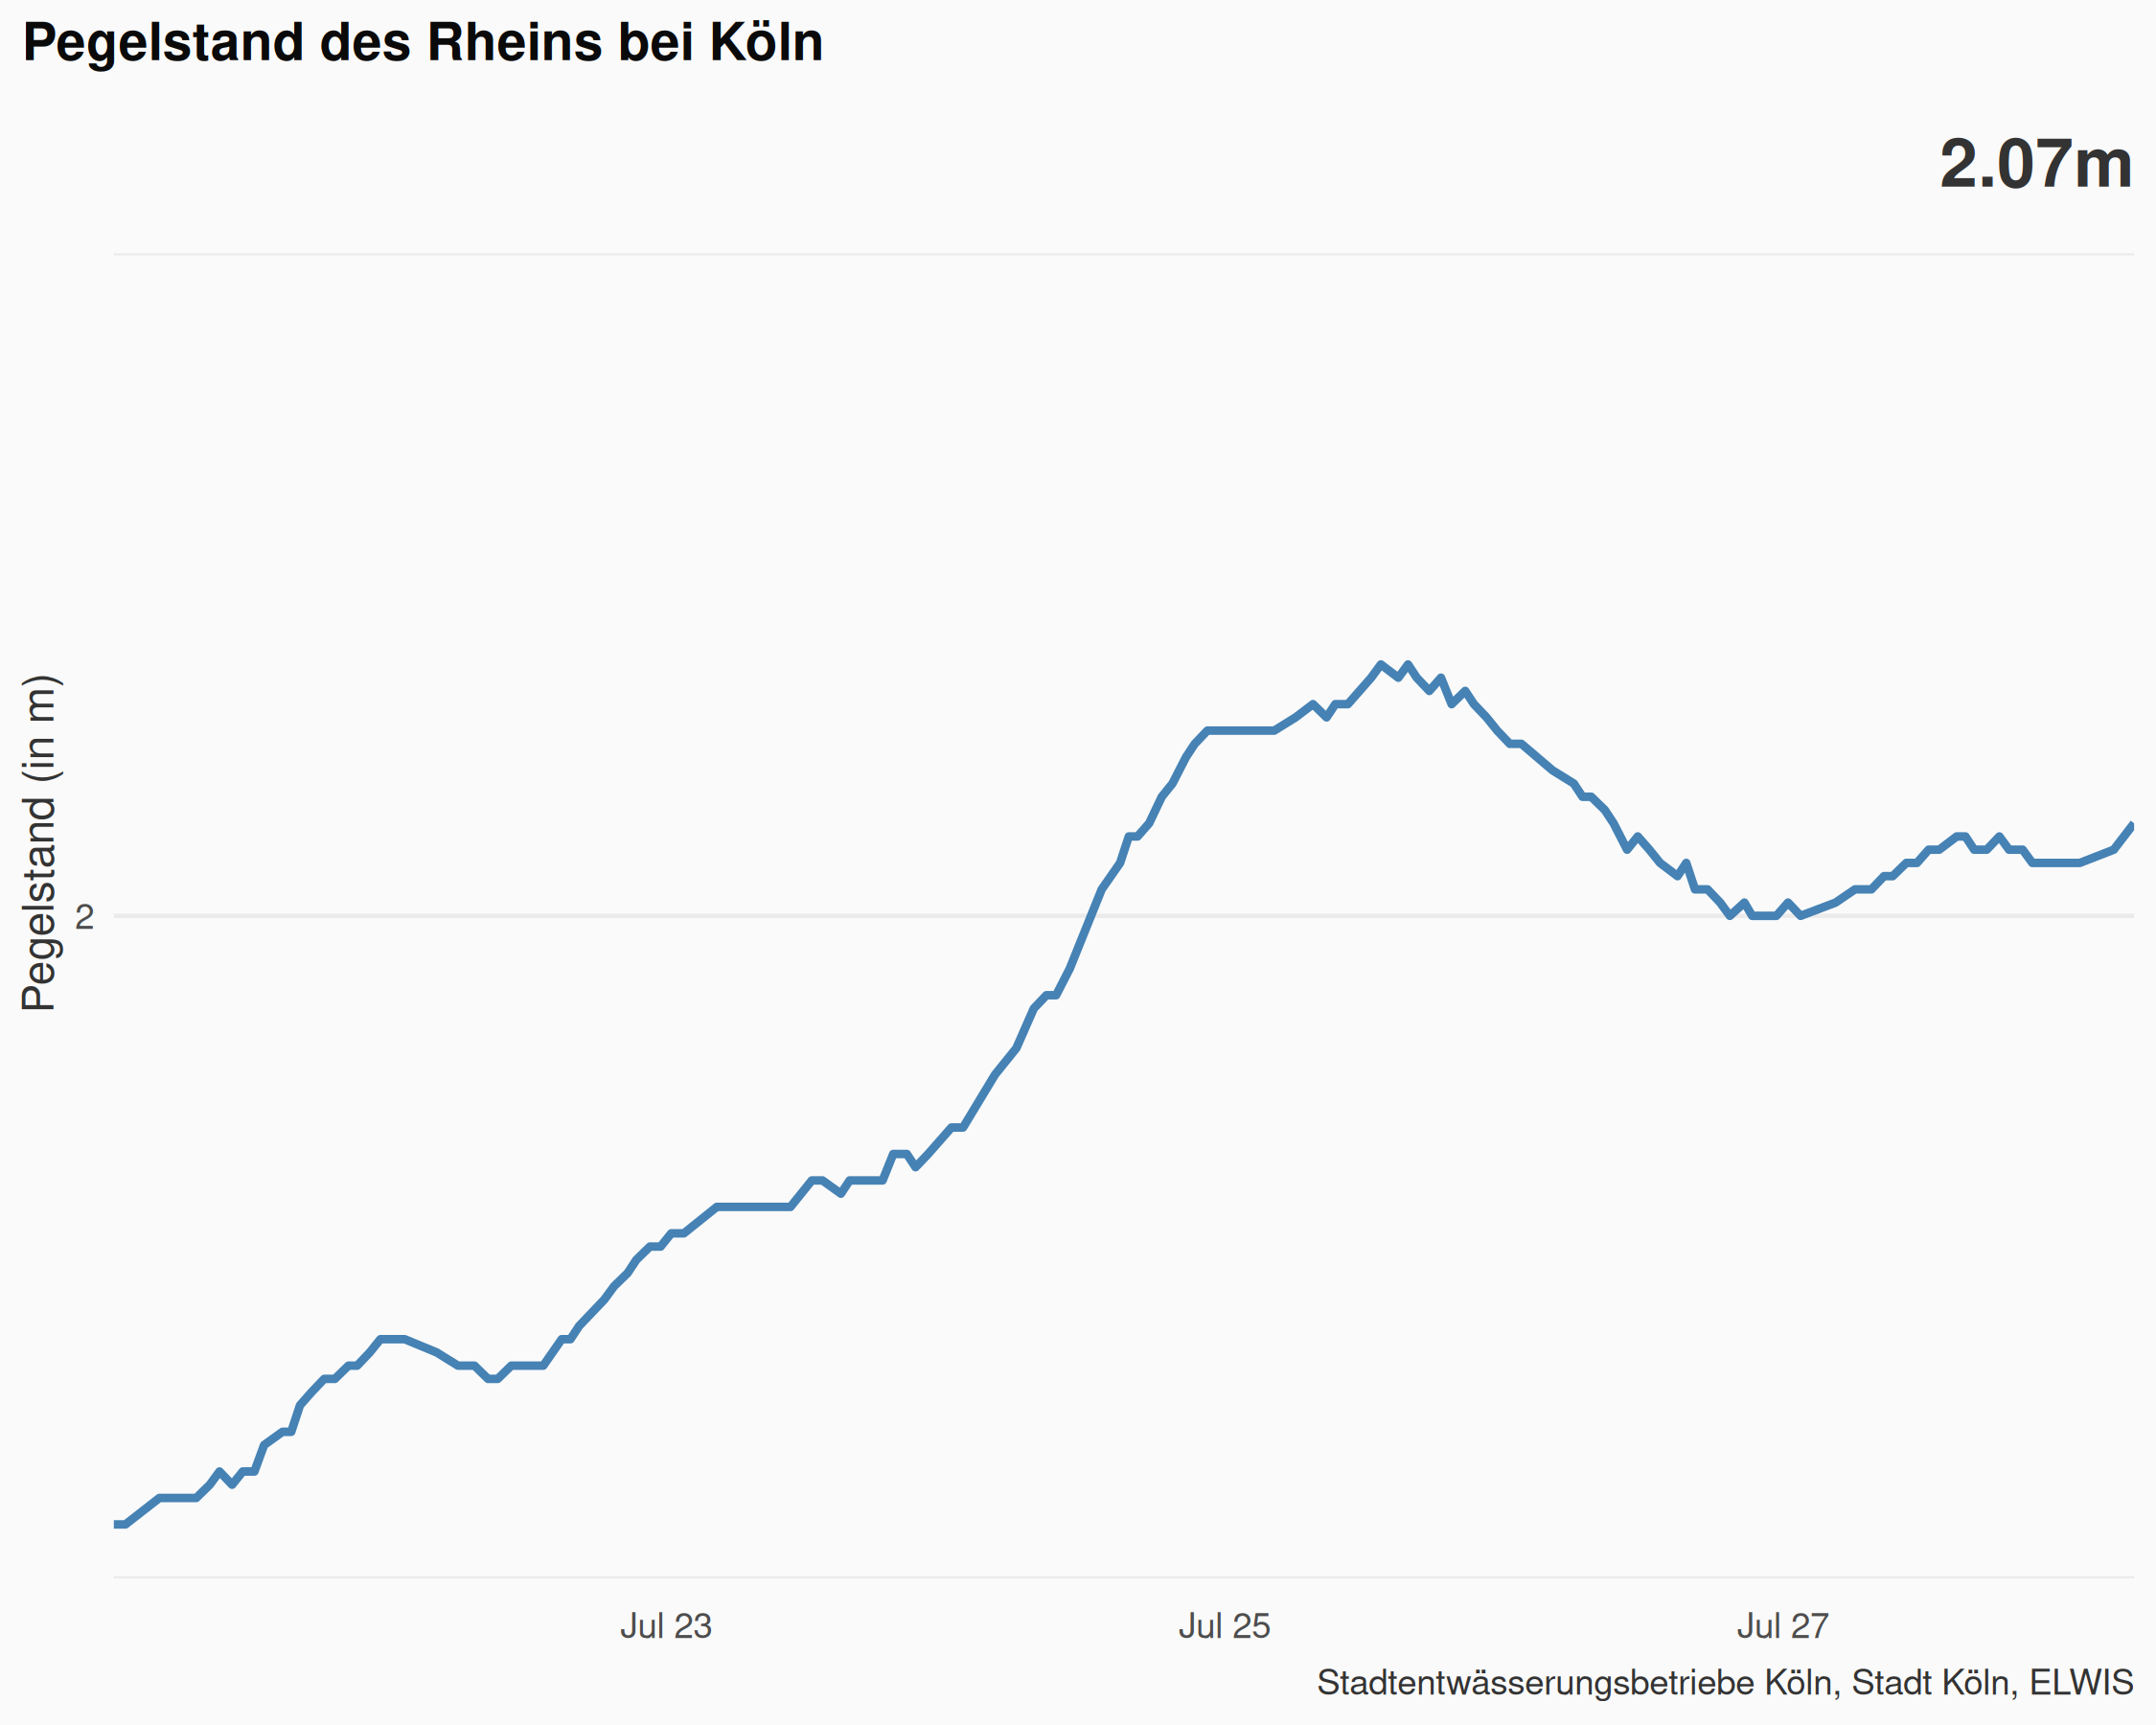 Pegelstand des Rheins bei Köln
2.07m
Pegelstand (in m)
2
Jul 23 Jul 25 Jul 27
Stadtentwässerungsbetriebe Köln, Stadt Köln, ELWIS